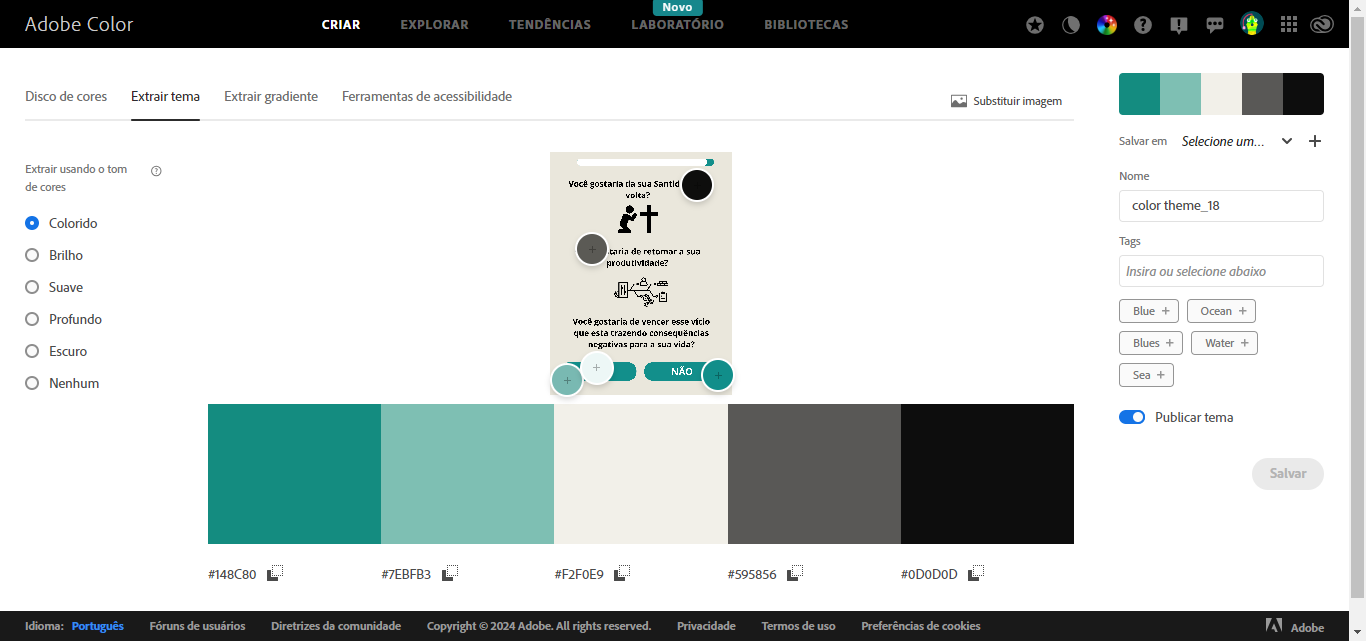 Novo
Adobe Color
CRIAR
EXPLORAR
TENDÊNCIAS
LABORATÓRIO
BIBLIOTECAS
Disco de cores
Extrair tema
Extrair gradiente
Ferramentas de acessibilidade
Substituir imagem
Extrair usando o tom
de cores
Colorido
Brilho
Suave
Profundo
Escuro
Nenhum
Você gostaria da sua Santid
volta?
taria de retomar a sua
produtividade?
Você gostaria de vencer esse vício
que esta trazendo consequências
negativas para a sua vida?
NÃO
#148C80
#7EBFB3
#F2F0E9
#595856
#0D0D0D
Salvar em
Selecione um...
Nome
color theme_18
Tags
Insira ou selecione abaixo
Blue +
Ocean +
Blues +
Water +
Sea +
Publicar tema
Salvar
Idioma: Português
Fóruns de usuários
Diretrizes da comunidade
Copyright © 2024 Adobe. All rights reserved.
Privacidade
Termos de uso
Preferências de cookies
Adobe